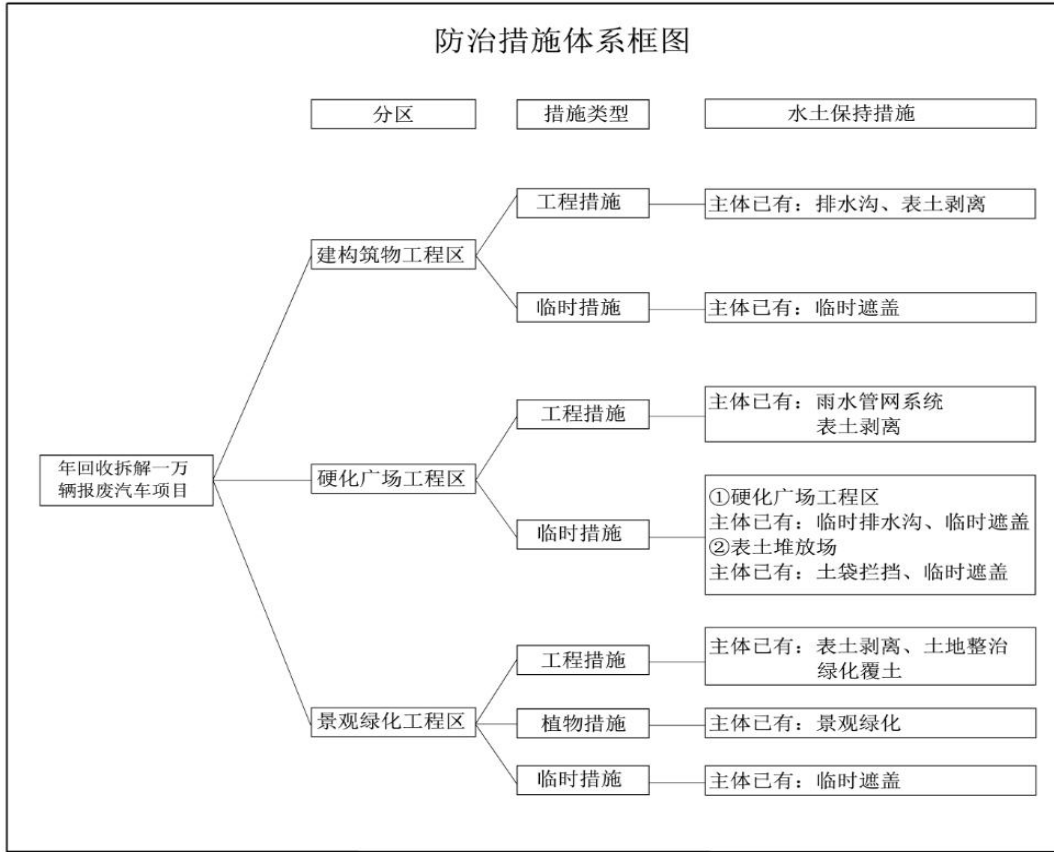 防治措施体系框图
分区
措施类型
水土保持措施
年回收拆解一万
辆报废汽车项目
建构筑物工程区
工程措施
主体已有：排水沟、表土剥离
临时措施
主体已有：临时遮盖
硬化广场工程区
工程措施
主体已有：雨水管网系统
表土剥离
临时措施
①硬化广场工程区
主体已有：临时排水沟、临时遮盖
②表土堆放场
主体已有：土袋拦挡、临时遮盖
景观绿化工程区
工程措施
主体已有：表土剥离、土地整治
绿化覆土
植物措施
主体已有：景观绿化
临时措施
主体已有：临时遮盖